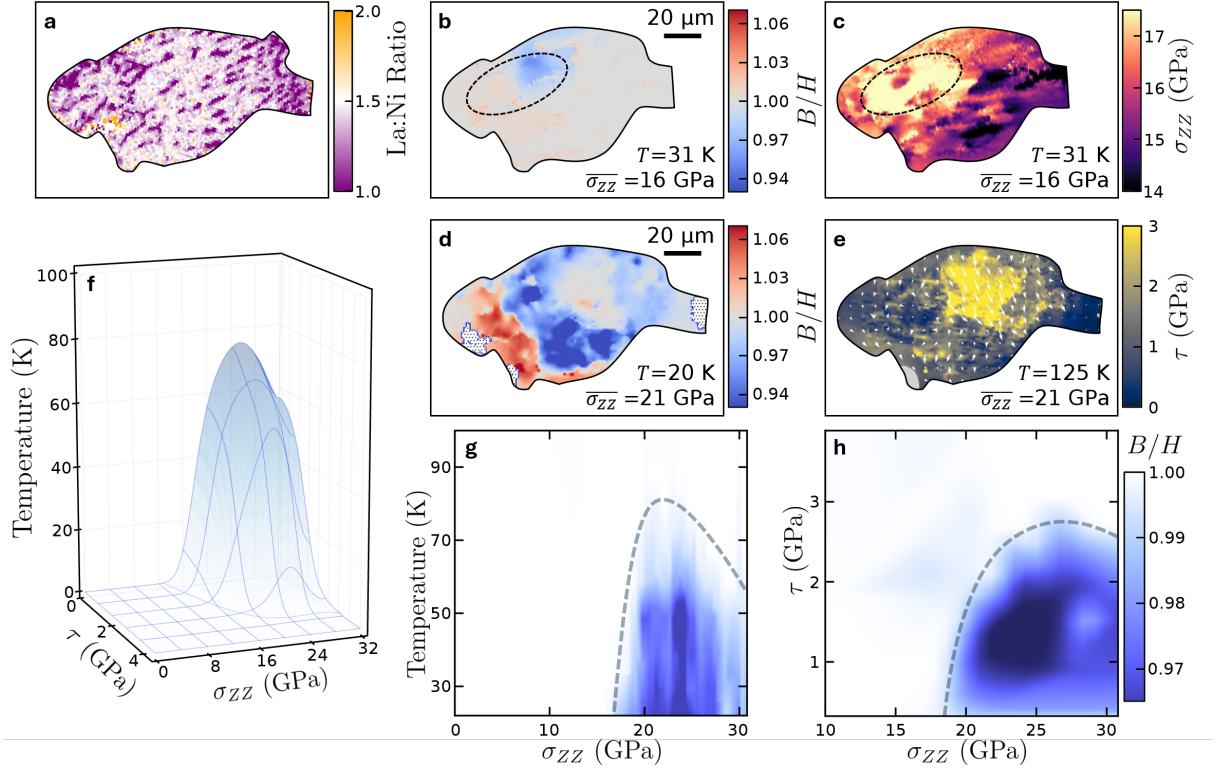 a
2.0
1.5
1.0
La:Ni Ratio
b
20 μm
T=31 K
σ_ZZ =16 GPa
1.06
1.03
1.00
0.97
0.94
B/H
c
T=31 K
σ_ZZ =16 GPa
17
16
15
14
σ_ZZ (GPa)
d
20 μm
T=20 K
σ_ZZ =21 GPa
1.06
1.03
1.00
0.97
0.94
B/H
e
T=125 K
σ_ZZ =21 GPa
3
2
1
0
τ (GPa)
f
100
80
60
40
20
0
Temperature (K)
0
2
4
τ (GPa)
0
8
16
24
32
σ_ZZ (GPa)
g
90
70
50
30
Temperature (K)
0
10
20
30
σ_ZZ (GPa)
h
3
2
1
τ (GPa)
10
15
20
25
30
σ_ZZ (GPa)
B/H
1.00
0.99
0.98
0.97